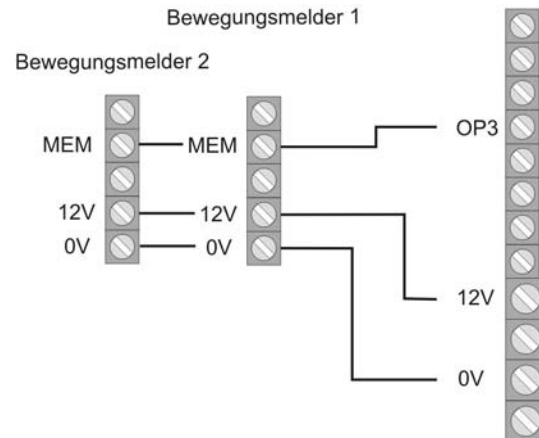 Bewegungsmelder 1
Bewegungsmelder 2
MEM
MEM
OP3
12V
12V
0V
0V
12V
0V